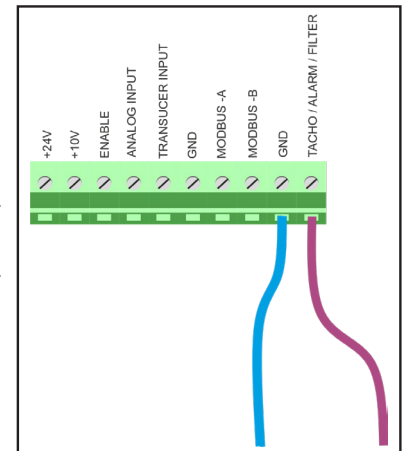 +24V
+10V
ENABLE
ANALOG INPUT
TRANSUCER INPUT
GND
MODBUS -A
MODBUS -B
GND
TACHO / ALARM / FILTER